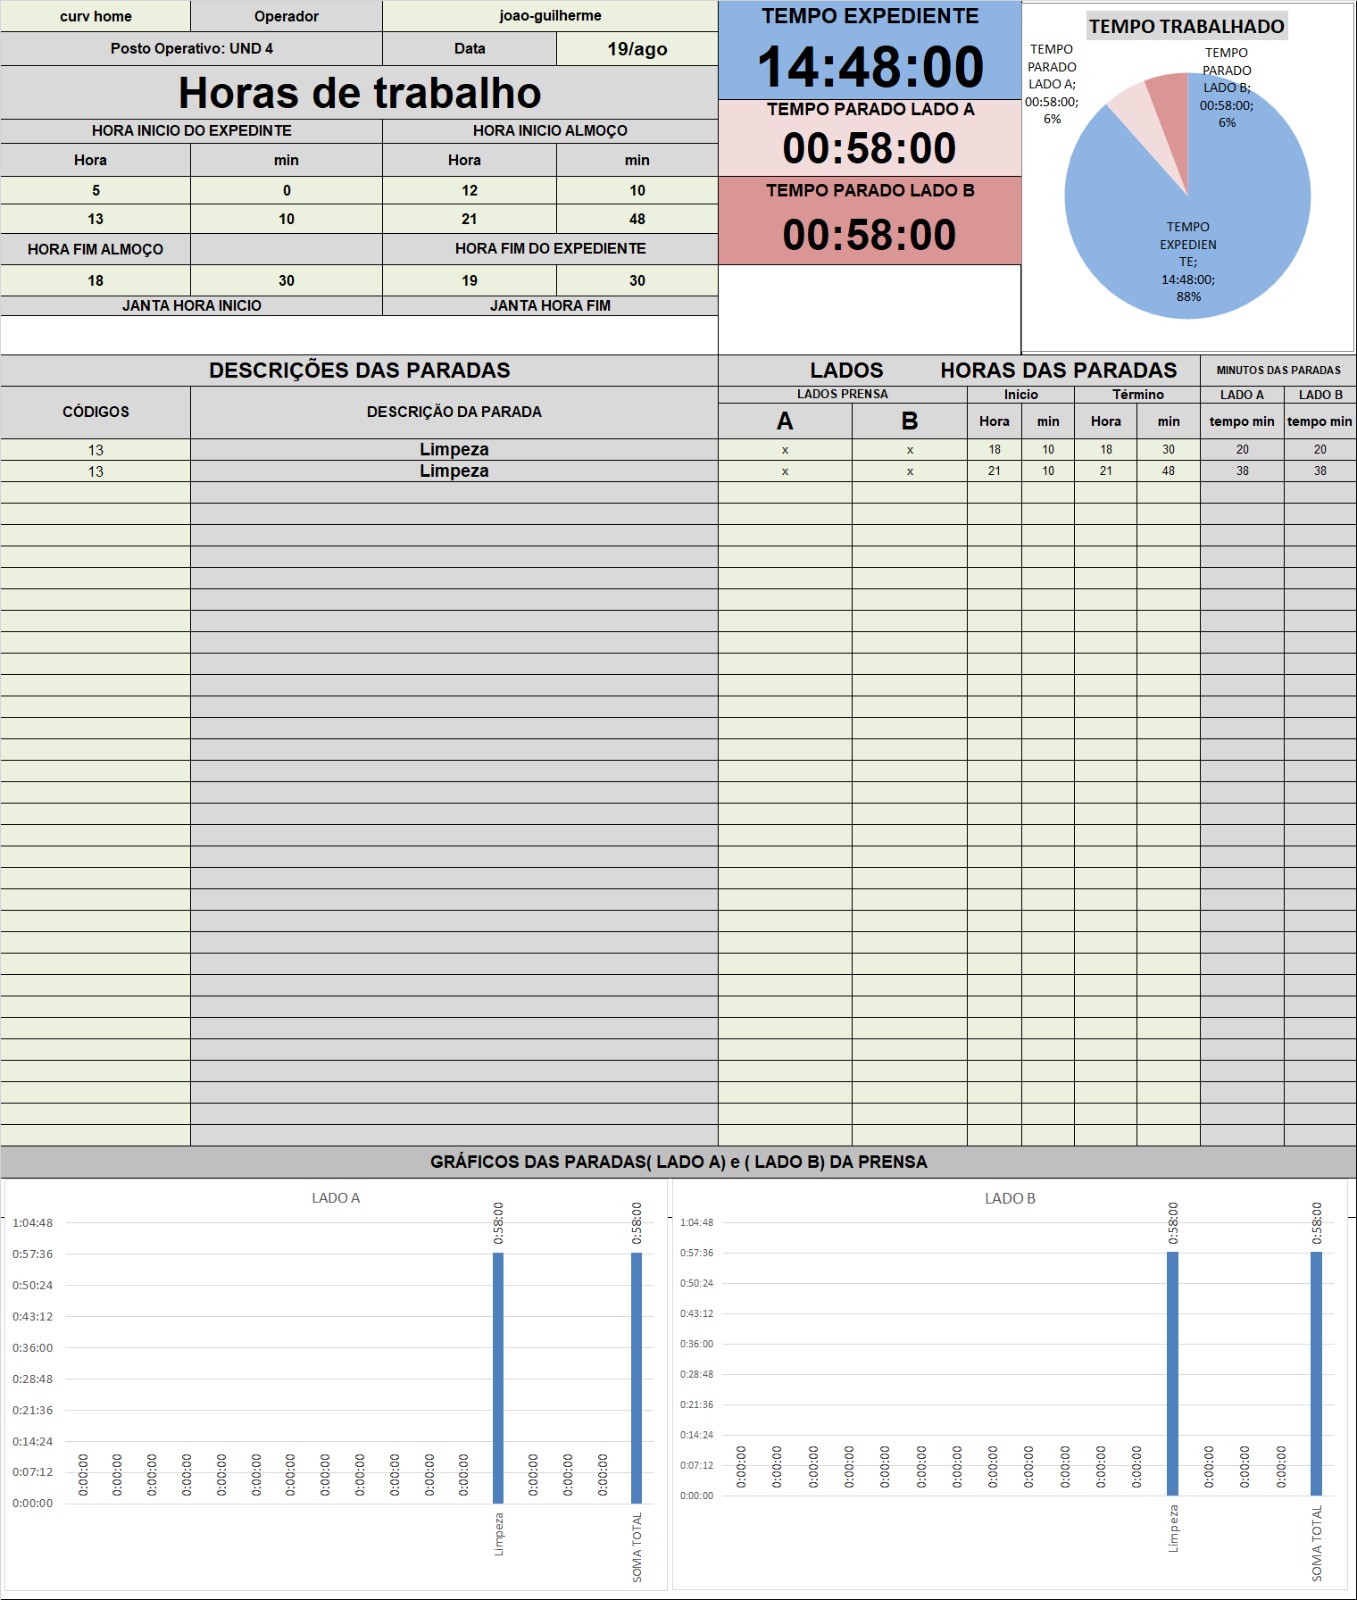 curv home Operador joao-guilherme
Posto Operativo: UND 4 Data 19/ago
Horas de trabalho
HORA INICIO DO EXPEDINTE HORA INICIO ALMOÇO
Hora min Hora min
5 0 12 10
13 10 21 48
HORA FIM ALMOÇO HORA FIM DO EXPEDIENTE
18 30 19 30
JANTA HORA INICIO JANTA HORA FIM
TEMPO EXPEDIENTE
14:48:00
TEMPO PARADO LADO A
00:58:00
TEMPO PARADO LADO B
00:58:00
TEMPO TRABALHADO
TEMPO
PARADO
LADO A;
00:58:00;
6%
TEMPO
PARADO
LADO B;
00:58:00;
6%
TEMPO
EXPEDIEN
TE;
14:48:00;
88%
DESCRIÇÕES DAS PARADAS LADOS HORAS DAS PARADAS MINUTOS DAS PARADAS
CÓDIGOS DESCRIÇÃO DA PARADA LADOS PRENSA Início Término LADO A LADO B
A B Hora min Hora min tempo min tempo min
13 Limpeza x x 18 10 18 30 20 20
13 Limpeza x x 21 10 21 48 38 38
GRÁFICOS DAS PARADAS( LADO A) e ( LADO B) DA PRENSA
LADO A
1:04:48
0:57:36
0:50:24
0:43:12
0:36:00
0:28:48
0:21:36
0:14:24
0:07:12
0:00:00
0:00:00 0:00:00 0:00:00 0:00:00 0:00:00 0:00:00 0:00:00 0:00:00 0:00:00 0:00:00 0:00:00 0:00:00 0:58:00 0:00:00 0:00:00 0:00:00 0:58:00
Limpeza SOMA TOTAL
LADO B
1:04:48
0:57:36
0:50:24
0:43:12
0:36:00
0:28:48
0:21:36
0:14:24
0:07:12
0:00:00
0:00:00 0:00:00 0:00:00 0:00:00 0:00:00 0:00:00 0:00:00 0:00:00 0:00:00 0:00:00 0:00:00 0:00:00 0:58:00 0:00:00 0:00:00 0:00:00 0:58:00
Limpeza SOMA TOTAL